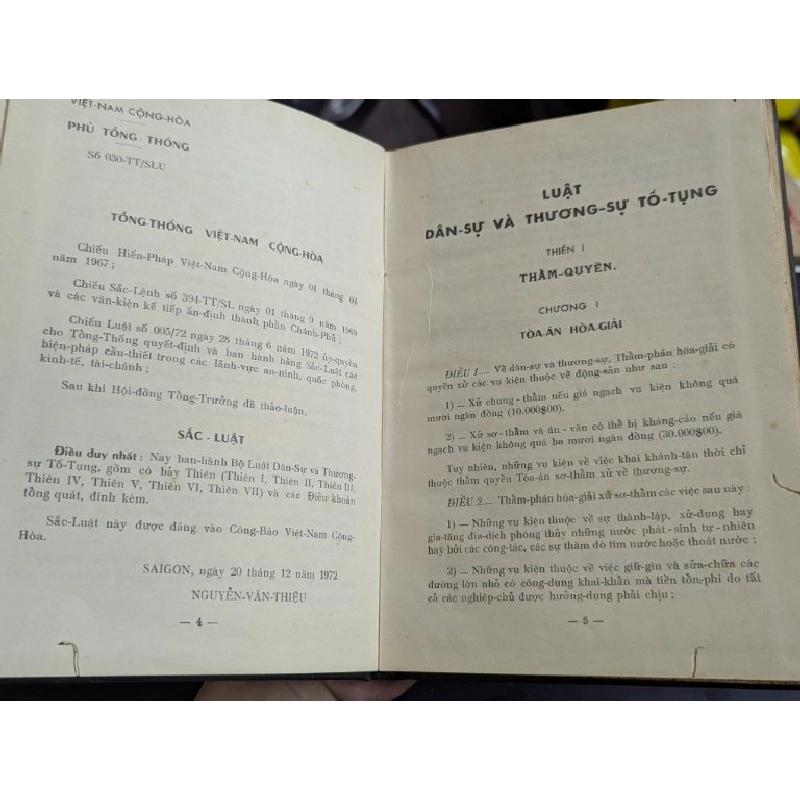 VIỆT-NAM CỘNG-HÒA
PHỦ TỔNG-THỐNG
Số 030-TT/SLU
TỔNG-THỐNG VIỆT-NAM CỘNG-HÒA
Chiếu Hiến-Pháp Việt-Nam Cộng-Hòa ngày 01 tháng 04
năm 1967 ;
Chiếu Sắc-Lệnh số 394-TT/SL ngày 01 tháng 9 năm 1969
và các văn-kiện kế tiếp ấn-định thành phần Chánh-Phủ ;
Chiếu Luật số 005/72 ngày 28 tháng 6 năm 1972 ủy-quyền
cho Tổng-Thống quyết-định và ban hành bằng Sắc-Luật các
biện-pháp cần-thiết trong các lãnh-vực an-ninh, quốc phòng,
kinh-tế, tài-chánh ;
Sau khi Hội-đồng Tổng-Trưởng đã thảo-luận.
SẮC - LUẬT
Điều duy nhất : Nay ban-hành Bộ Luật Dân-Sự và Thương-
sự Tố-Tụng, gồm có bảy Thiên (Thiên I, Thiên II, Thiên III,
Thiên IV, Thiên V, Thiên VI, Thiên VII) và các Điều khoản
tổng quát, đính kèm.
Sắc-Luật này được đăng vào Công-Báo Việt-Nam Cộng-
Hòa.
SAIGON, ngày 20 tháng 12 năm 1972
NGUYỄN-VĂN-THIỆU
— 4 —
LUẬT
DÂN-SỰ VÀ THƯƠNG-SỰ TỐ-TỤNG
THIÊN I
THẨM-QUYỀN.
CHƯƠNG I
TÒA-ÁN HÒA-GIẢI
ĐIỀU 1.— Về dân-sự và thương-sự, Thẩm-phán hòa-giải có
quyền xử các vụ kiện thuộc về động-sản như sau :
1) — Xử chung-thẩm nếu giá ngạch vụ kiện không quá
mười ngàn đồng (10.000$00).
2) — Xử sơ-thẩm và án-văn có thể bị kháng-cáo nếu giá
ngạch vụ kiện không quá ba mươi ngàn đồng (30.000$00).
Tuy nhiên, những vụ kiện về việc khai khánh-tận thời chỉ
thuộc thẩm quyền Tòa-án sơ-thẩm xử về thương-sự.
ĐIỀU 2.— Thẩm-phán hòa-giải xử sơ-thẩm các việc sau này :
1) — Những vụ kiện thuộc về sự thành-lập, xử-dụng hay
gia-tăng địa-dịch phóng thủy những nước phát-sinh tự-nhiên
hay bởi các công-tác, các sự thăm dò tìm nước hoặc thoát nước ;
2) — Những vụ kiện thuộc về việc giữ-gìn và sửa-chữa các
đường lớn nhỏ có công-dụng khai-khẩn mà tiền tổn-phí do tất
cả các nghiệp-chủ được hưởng-dụng phải chịu ;
— 5 —